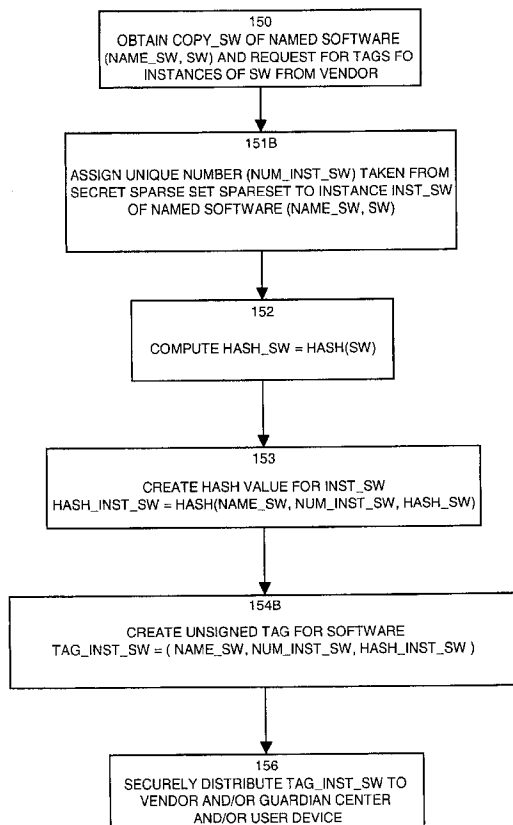 150
OBTAIN COPY_SW OF NAMED SOFTWARE
(NAME_SW, SW) AND REQUEST FOR TAGS FO
INSTANCES OF SW FROM VENDOR
151B
ASSIGN UNIQUE NUMBER (NUM_INST_SW) TAKEN FROM
SECRET SPARSE SET SPARESET TO INSTANCE INST_SW
OF NAMED SOFTWARE (NAME_SW, SW)
152
COMPUTE HASH_SW = HASH(SW)
153
CREATE HASH VALUE FOR INST_SW
HASH_INST_SW = HASH(NAME_SW, NUM_INST_SW, HASH_SW)
154B
CREATE UNSIGNED TAG FOR SOFTWARE
TAG_INST_SW = ( NAME_SW, NUM_INST_SW, HASH_INST_SW )
156
SECURELY DISTRIBUTE TAG_INST_SW TO
VENDOR AND/OR GUARDIAN CENTER
AND/OR USER DEVICE